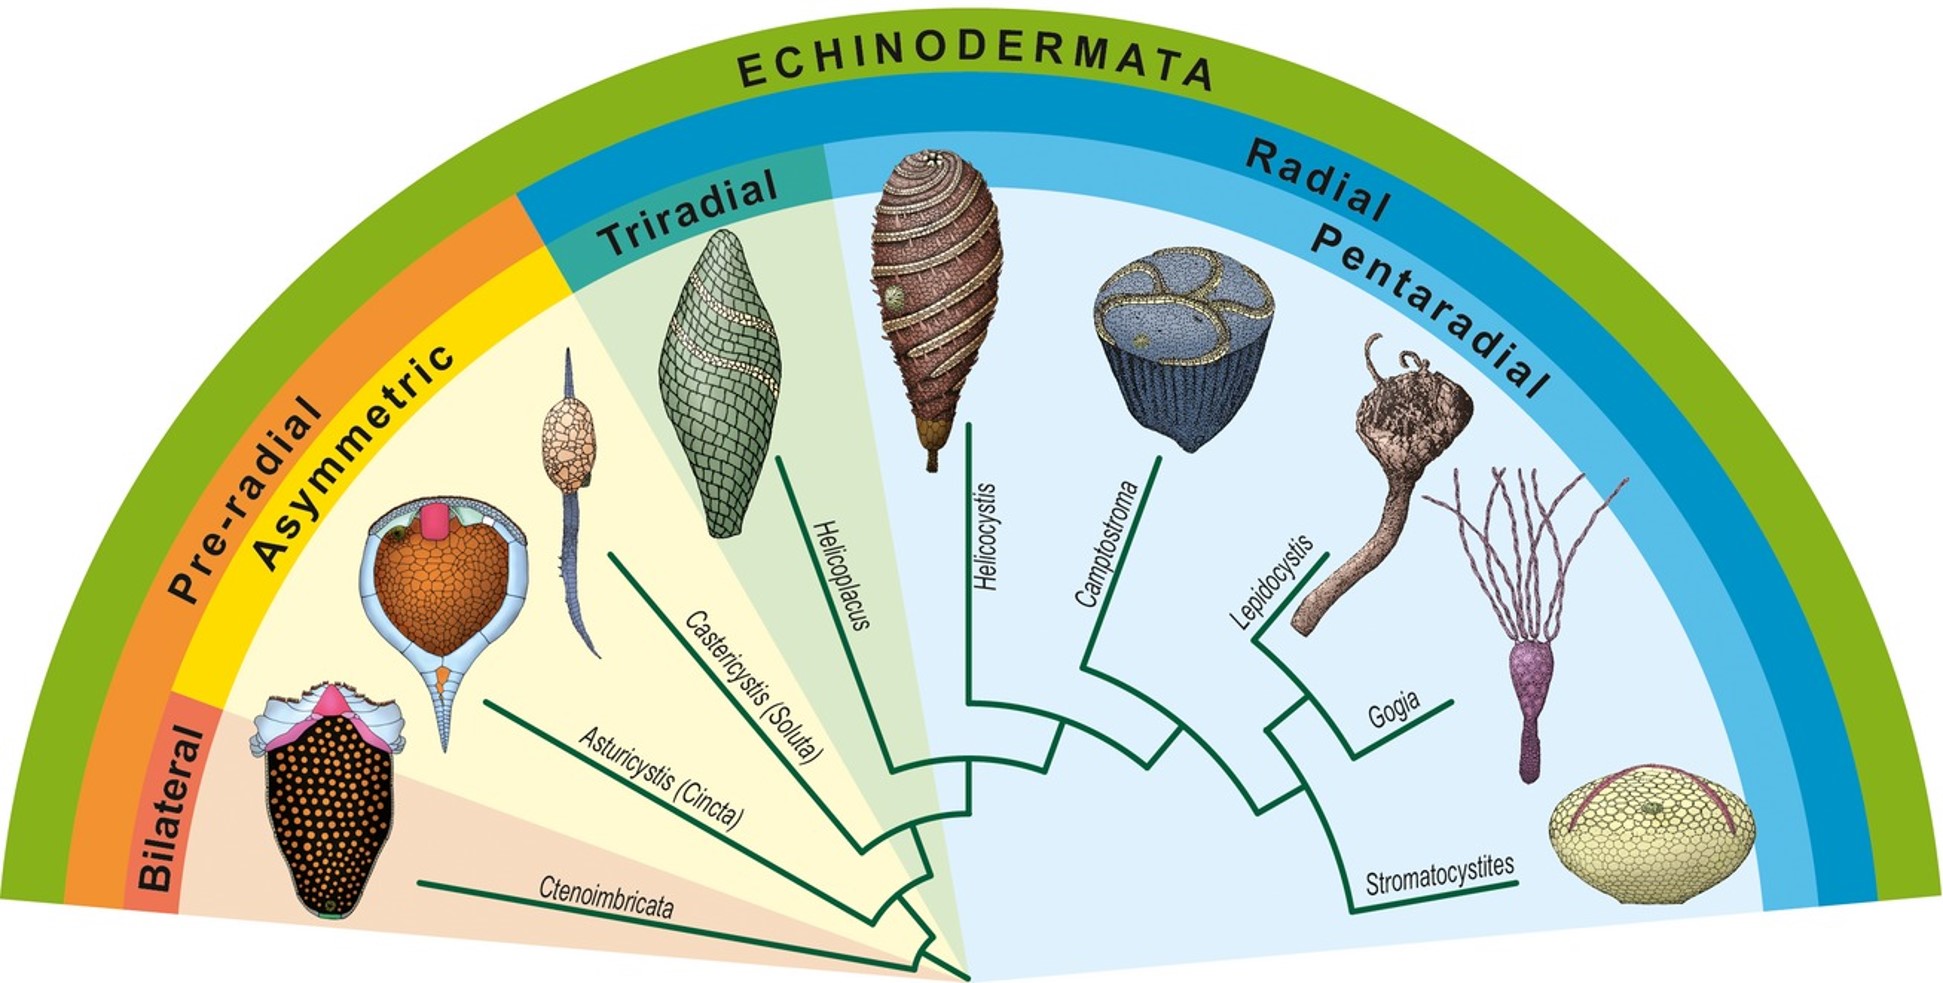 ECHINODERMATA
Radial
Pentaradial
Triradial
Pre-radial
Asymmetric
Bilateral
Ctenoimbricata
Asturicystis (Cincta)
Castericystis (Soluta)
Helicoplacus
Helicocystis
Camptostroma
Lepidocystis
Gogia
Stromatocystites